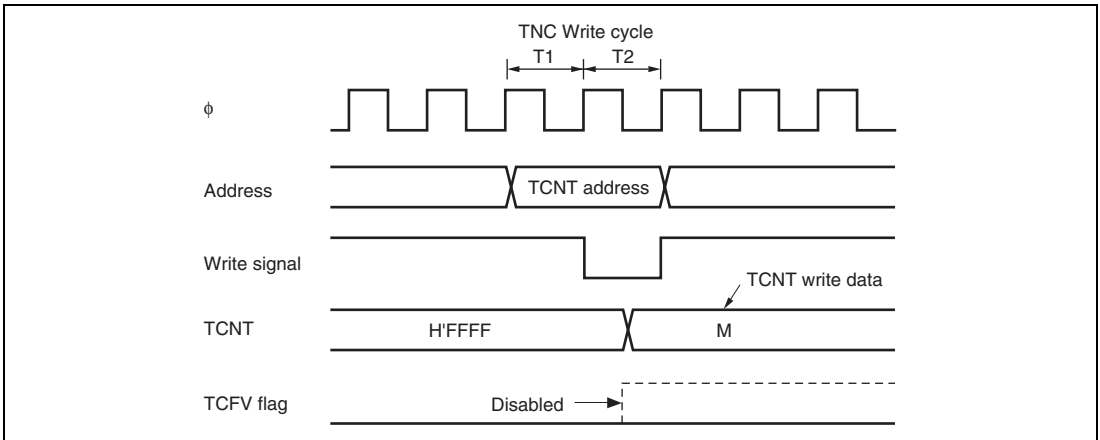 TNC Write cycle
T1 T2
ϕ
Address
TCNT address
Write signal
TCNT write data
TCNT
H'FFFF
M
TCFV flag
Disabled